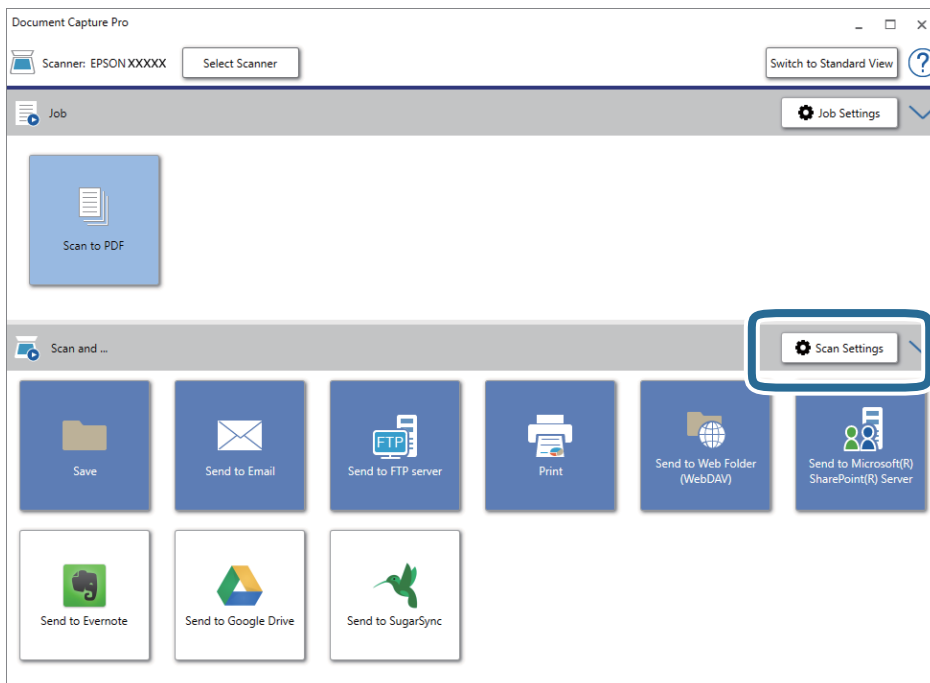 Document Capture Pro
Scanner: EPSON XXXXX
Select Scanner
Switch to Standard View
?
Job
Job Settings
Scan to PDF
Scan and ...
Scan Settings
Save
Send to Email
FTP
Send to FTP server
Print
Send to Web Folder
(WebDAV)
Send to Microsoft(R)
SharePoint(R) Server
Send to Evernote
Send to Google Drive
Send to SugarSync